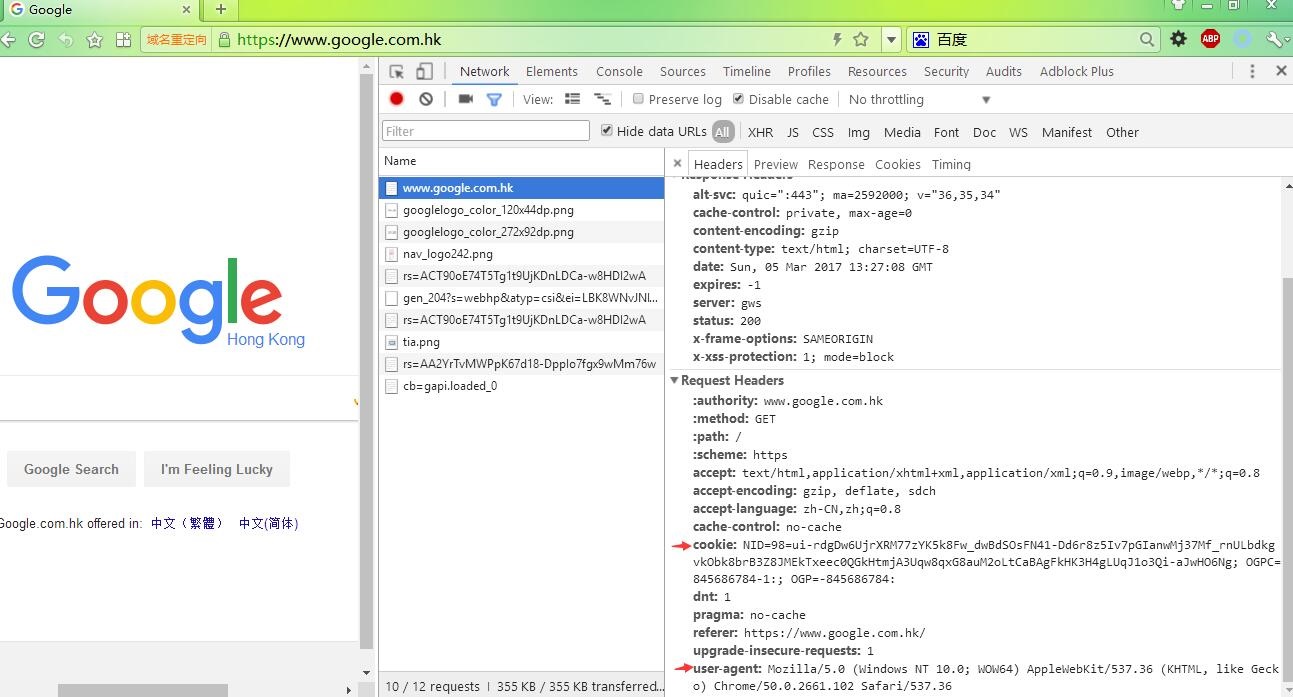 Google
域名重定向 https://www.google.com.hk 百度 ABP
Network Elements Console Sources Timeline Profiles Resources Security Audits Adblock Plus
View: Preserve log Disable cache No throttling
Filter Hide data URLs All XHR JS CSS Img Media Font Doc WS Manifest Other
Name
www.google.com.hk
googlelogo_color_120x44dp.png
googlelogo_color_272x92dp.png
nav_logo242.png
rs=ACT90oE74T5Tg1t9UjKDnLDCa-w8HDI2wA
gen_204?s=webhp&atyp=csi&ei=LBK8WNvJNI...
rs=ACT90oE74T5Tg1t9UjKDnLDCa-w8HDI2wA
tia.png
rs=AA2YrTvMWPpK67d18-Dpplo7fgx9wMm76w
cb=gapi.loaded_0
10 / 12 requests | 355 KB / 355 KB transferred...
Google
Hong Kong
Google Search I'm Feeling Lucky
Google.com.hk offered in: 中文（繁體） 中文(简体)
Headers Preview Response Cookies Timing
Response Headers
alt-svc: quic=":443"; ma=2592000; v="36,35,34"
cache-control: private, max-age=0
content-encoding: gzip
content-type: text/html; charset=UTF-8
date: Sun, 05 Mar 2017 13:27:08 GMT
expires: -1
server: gws
status: 200
x-frame-options: SAMEORIGIN
x-xss-protection: 1; mode=block
Request Headers
:authority: www.google.com.hk
:method: GET
:path: /
:scheme: https
accept: text/html,application/xhtml+xml,application/xml;q=0.9,image/webp,*/*;q=0.8
accept-encoding: gzip, deflate, sdch
accept-language: zh-CN,zh;q=0.8
cache-control: no-cache
cookie: NID=98=ui-rdgDw6UjrXRM77zYK5k8Fw_dwBdSOsFN41-Dd6r8z5Iv7pGIanwMj37Mf_rnULbdkg
vkObk8brB3Z8JMEkTxeec0QGkHtmjA3Uqw8qxG8auM2oLtCaBAgFkHK3H4gLUqJ1o3Qi-aJwHO6Ng; OGPC=
845686784-1:; OGP=-845686784:
dnt: 1
pragma: no-cache
referer: https://www.google.com.hk/
upgrade-insecure-requests: 1
user-agent: Mozilla/5.0 (Windows NT 10.0; WOW64) AppleWebKit/537.36 (KHTML, like Geck
o) Chrome/50.0.2661.102 Safari/537.36